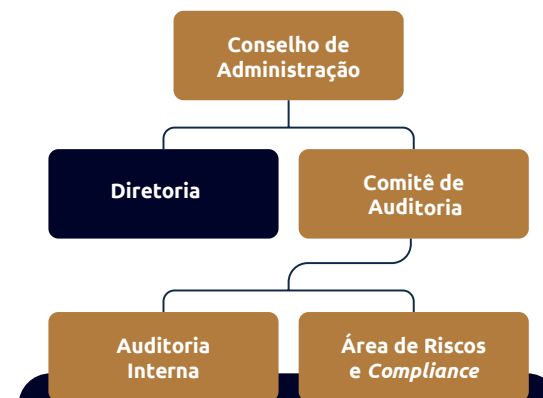 Conselho de
Administração
Diretoria
Comitê de
Auditoria
Auditoria
Interna
Área de Riscos
e Compliance